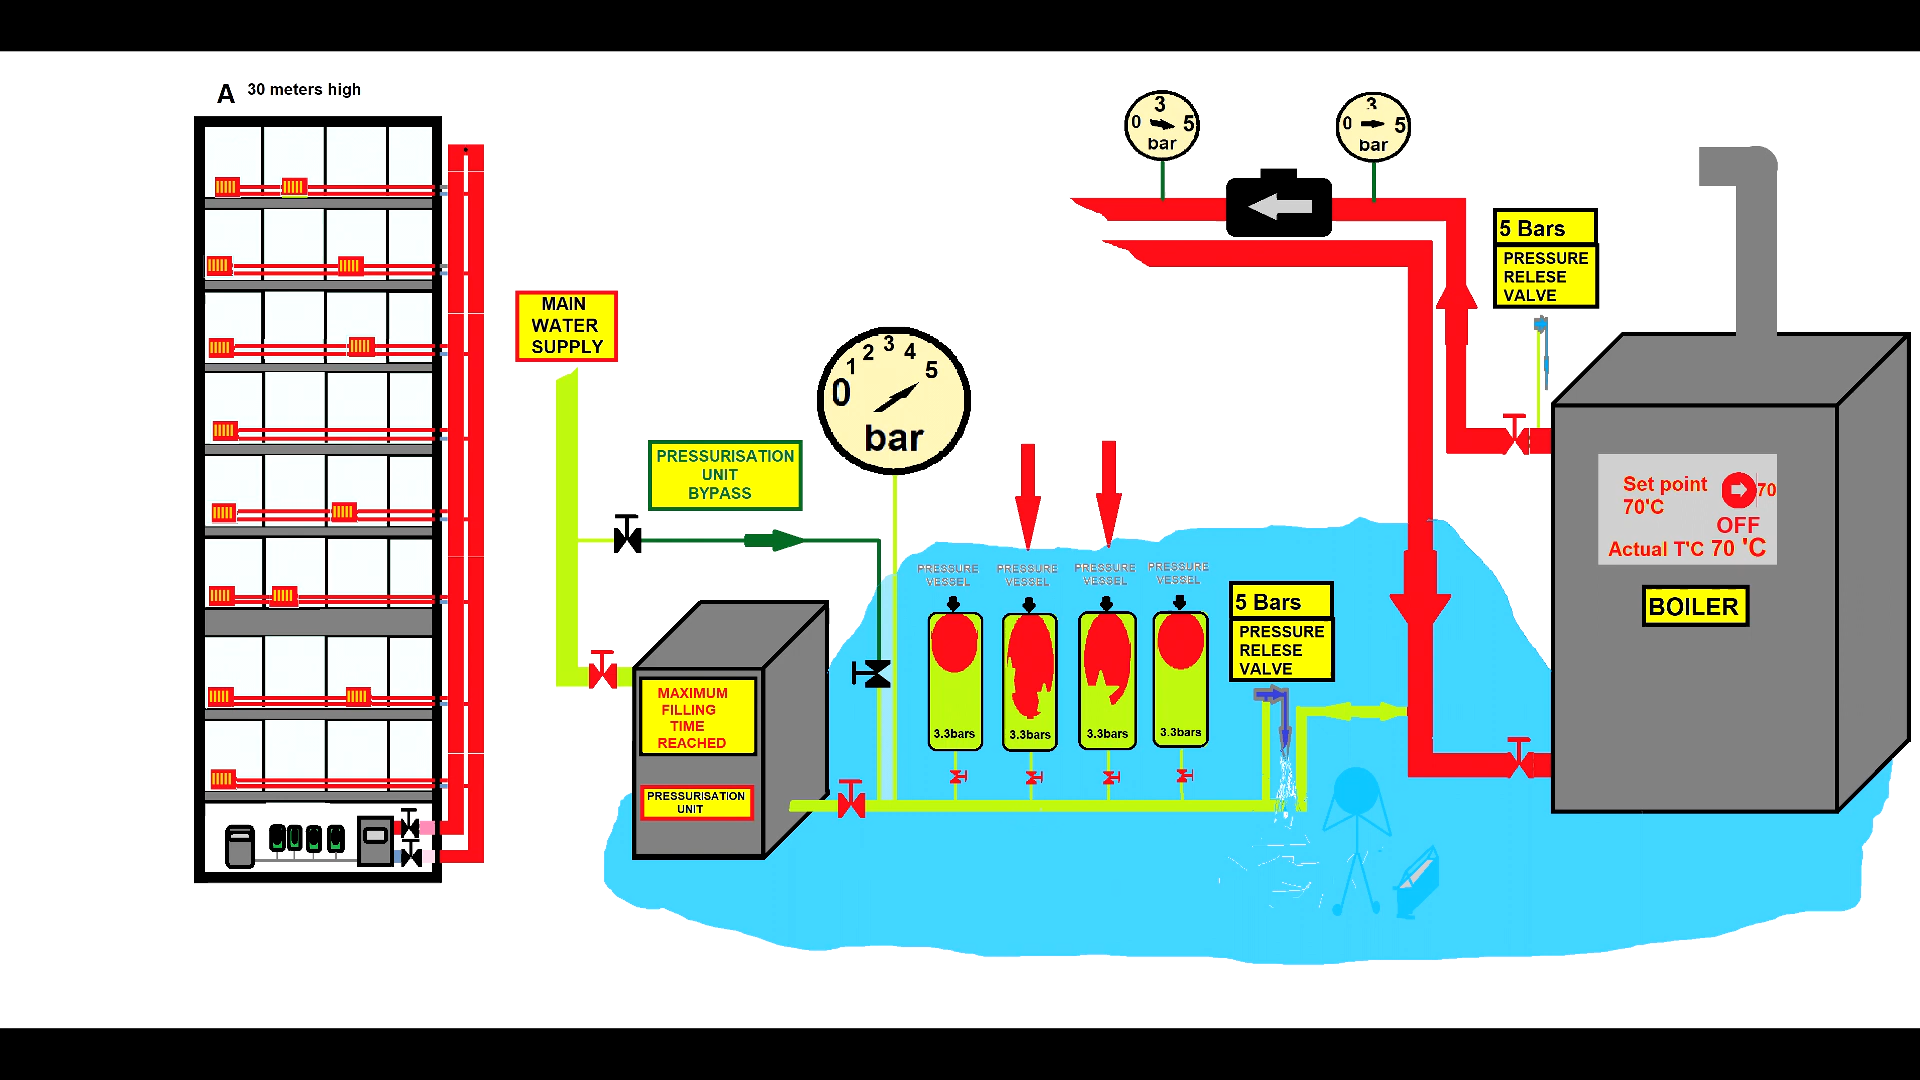 A 30 meters high
MAIN
WATER
SUPPLY
PRESSURISATION
UNIT
BYPASS
0 1 2 3 4 5
bar
0 3 5
bar
0 3 5
bar
5 Bars
PRESSURE
RELESE
VALVE
Set point
70'C
70
OFF
Actual T'C 70 'C
BOILER
PRESSURE
VESSEL
PRESSURE
VESSEL
PRESSURE
VESSEL
PRESSURE
VESSEL
3.3bars
3.3bars
3.3bars
3.3bars
5 Bars
PRESSURE
RELESE
VALVE
MAXIMUM
FILLING
TIME
REACHED
PRESSURISATION
UNIT